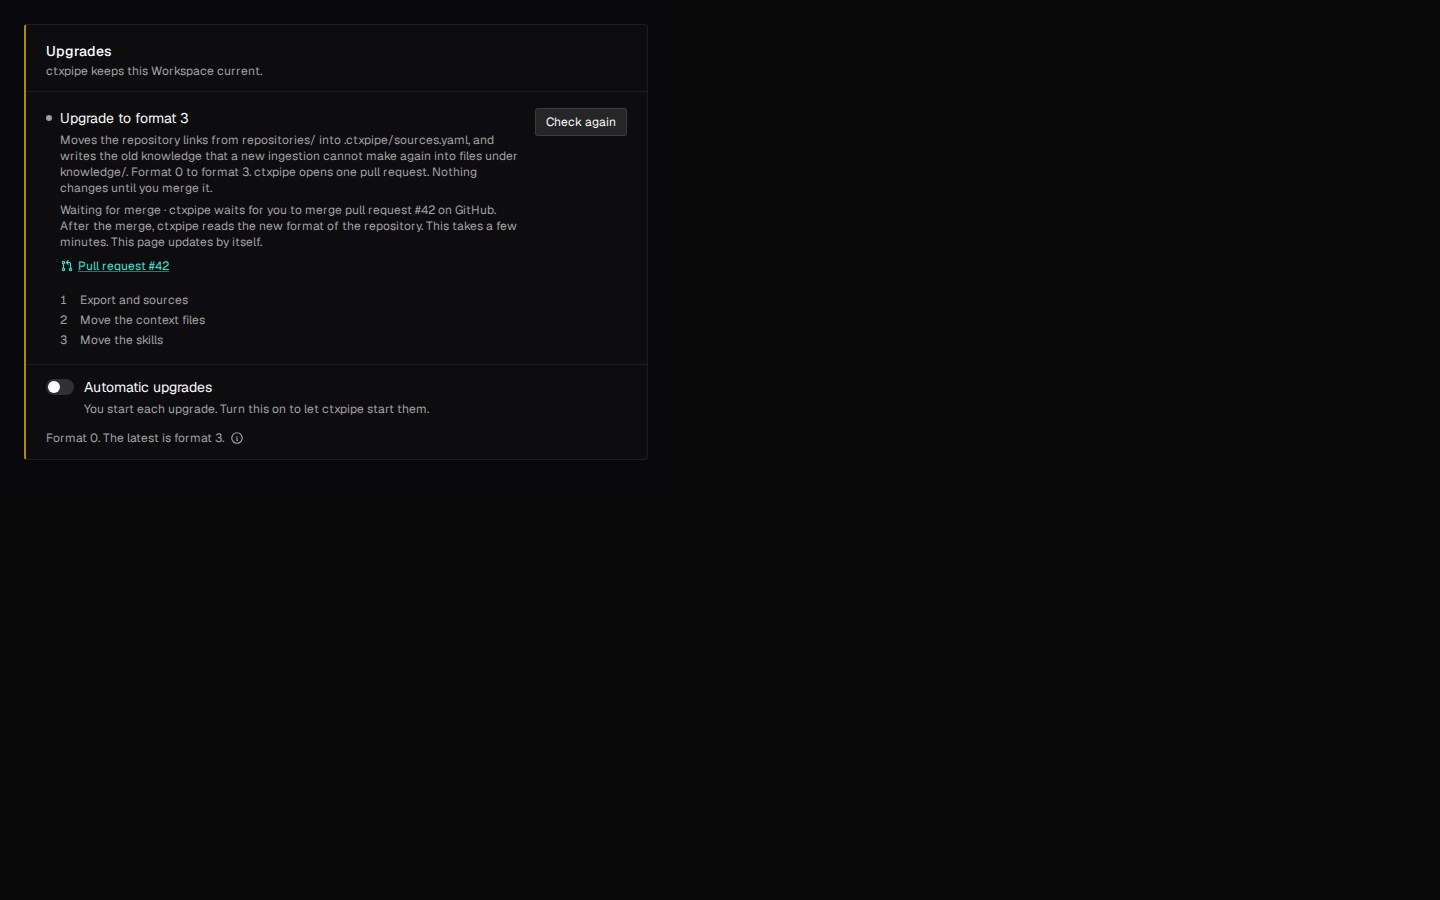 Upgrades
ctxpipe keeps this Workspace current.
Upgrade to format 3
Check again
Moves the repository links from repositories/ into .ctxpipe/sources.yaml, and
writes the old knowledge that a new ingestion cannot make again into files under
knowledge/. Format 0 to format 3. ctxpipe opens one pull request. Nothing
changes until you merge it.
Waiting for merge · ctxpipe waits for you to merge pull request #42 on GitHub.
After the merge, ctxpipe reads the new format of the repository. This takes a few
minutes. This page updates by itself.
Pull request #42
1 Export and sources
2 Move the context files
3 Move the skills
Automatic upgrades
You start each upgrade. Turn this on to let ctxpipe start them.
Format 0. The latest is format 3.